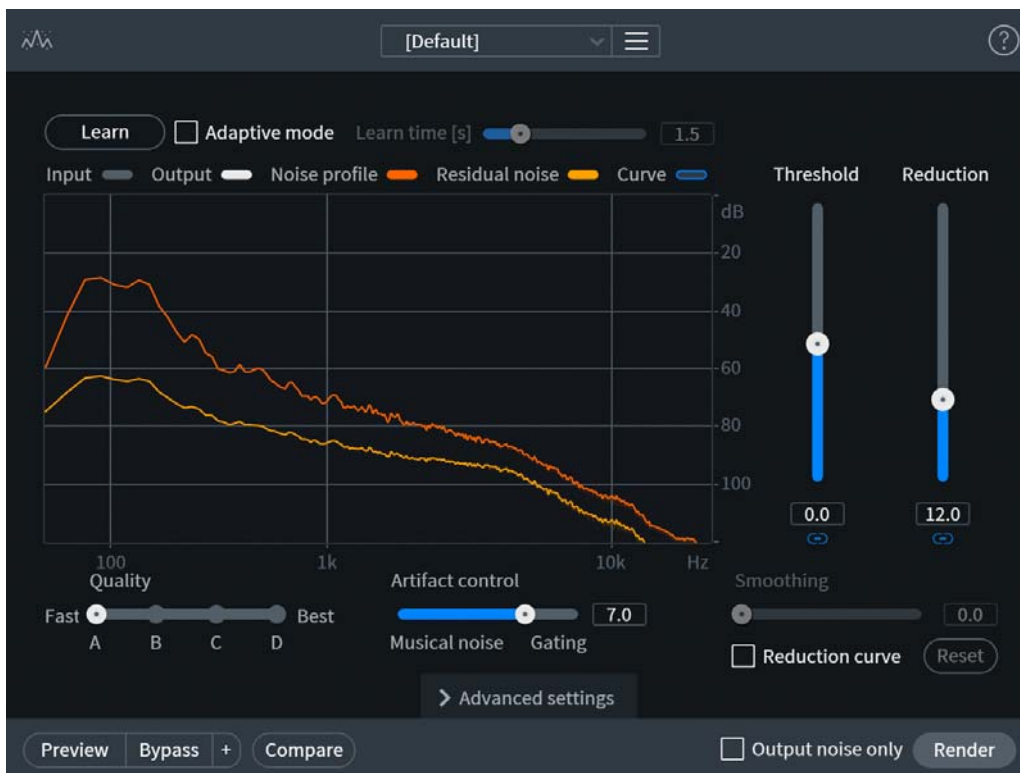 [Default]
?
Learn Adaptive mode Learn time [s] 1.5
Input Output Noise profile Residual noise Curve Threshold Reduction
dB
-20
-40
-60
-80
-100
0.0 12.0
100 1k 10k Hz
Quality Artifact control Smoothing
Fast Best 7.0 0.0
A B C D Musical noise Gating
Reduction curve Reset
Advanced settings
Preview Bypass + Compare Output noise only Render